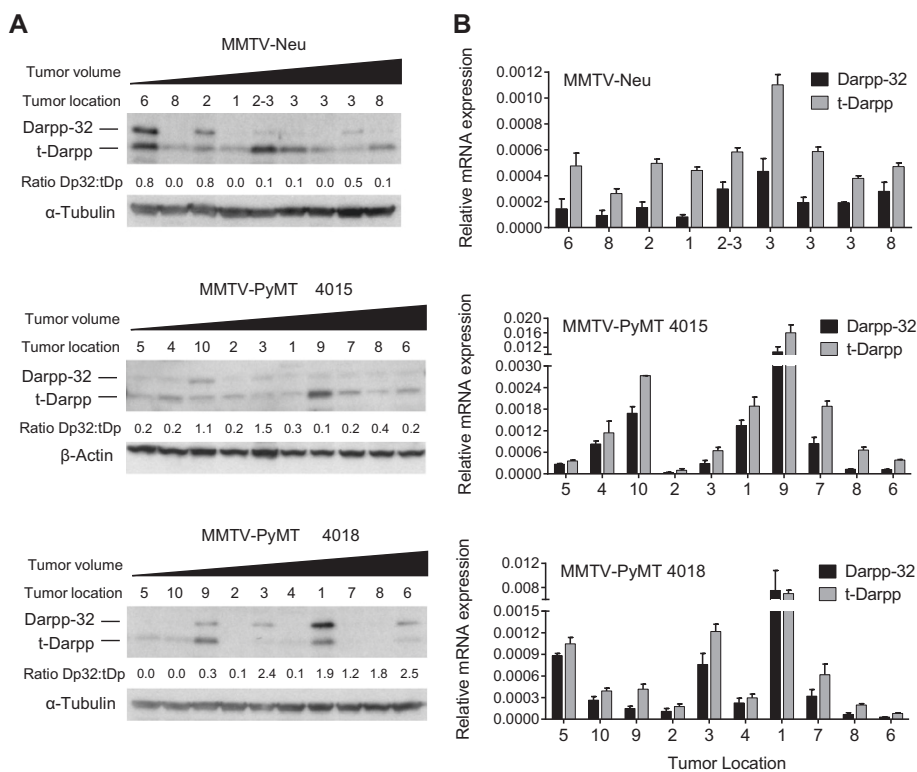 A
MMTV-Neu
Tumor volume
Tumor location 6 8 2 1 2-3 3 3 3 8
Darpp-32
t-Darpp
Ratio Dp32:tDp 0.8 0.0 0.8 0.0 0.1 0.1 0.0 0.5 0.1
α-Tubulin
MMTV-PyMT 4015
Tumor volume
Tumor location 5 4 10 2 3 1 9 7 8 6
Darpp-32
t-Darpp
Ratio Dp32:tDp 0.2 0.2 1.1 0.2 1.5 0.3 0.1 0.2 0.4 0.2
β-Actin
MMTV-PyMT 4018
Tumor volume
Tumor location 5 10 9 2 3 4 1 7 8 6
Darpp-32
t-Darpp
Ratio Dp32:tDp 0.0 0.0 0.3 0.1 2.4 0.1 1.9 1.2 1.8 2.5
α-Tubulin
B
Relative mRNA expression
0.0012
0.0010
0.0008
0.0006
0.0004
0.0002
0.0000
MMTV-Neu
Darpp-32
t-Darpp
6 8 2 1 2-3 3 3 3 8
Relative mRNA expression
0.020
0.016
0.012
0.0030
0.0024
0.0018
0.0012
0.0006
0.0000
MMTV-PyMT 4015
Darpp-32
t-Darpp
5 4 10 2 3 1 9 7 8 6
Relative mRNA expression
0.012
0.008
0.0015
0.0012
0.0009
0.0006
0.0003
0.0000
MMTV-PyMT 4018
Darpp-32
t-Darpp
5 10 9 2 3 4 1 7 8 6
Tumor Location